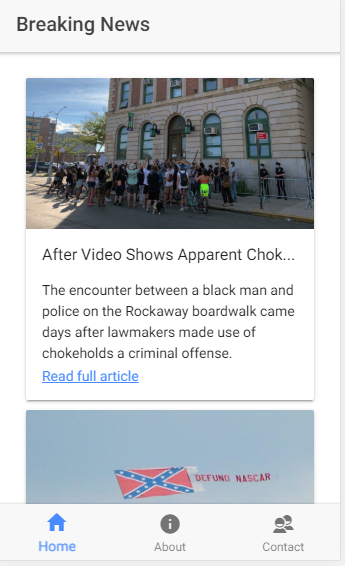 Breaking News
After Video Shows Apparent Chok...
The encounter between a black man and
police on the Rockaway boardwalk came
days after lawmakers made use of
chokeholds a criminal offense.
Read full article
DEFUND NASCAR
Home
About
Contact